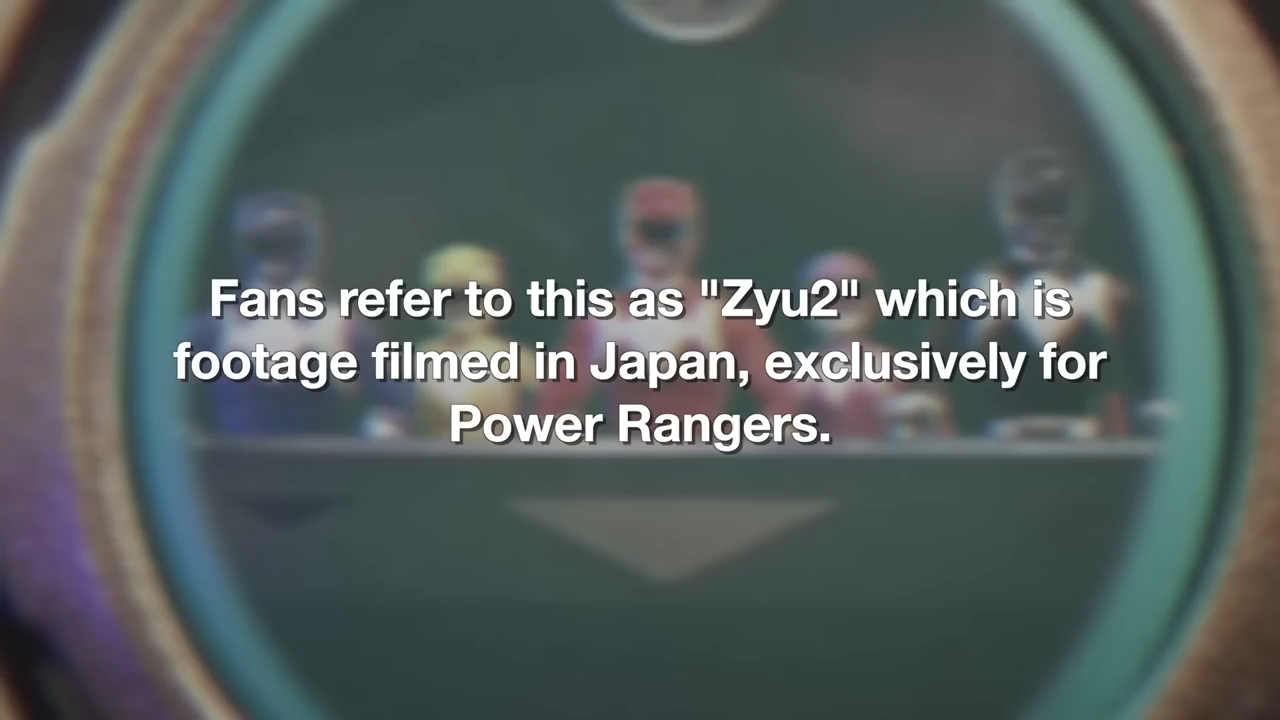 Fans refer to this as "Zyu2" which is
footage filmed in Japan, exclusively for
Power Rangers.